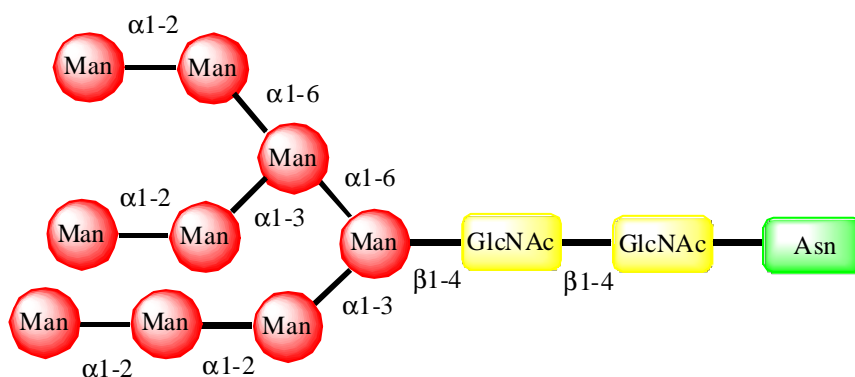 α1-2
Man Man
α1-6
Man
α1-2 α1-6
α1-3
Man Man Man GlcNAc GlcNAc Asn
β1-4 β1-4
α1-3
Man Man Man
α1-2 α1-2